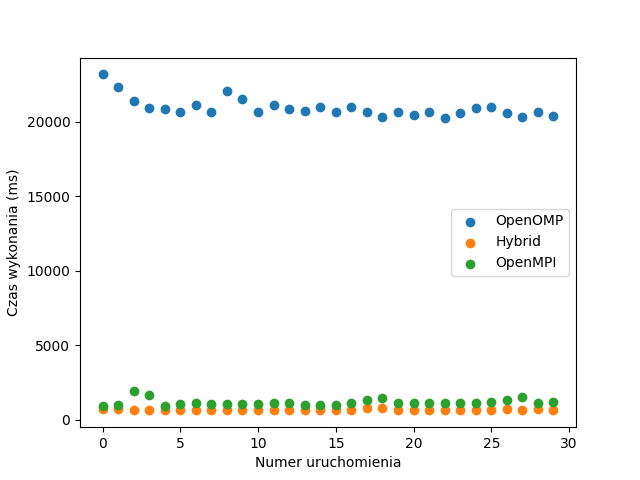 20000
15000
10000
5000
0
Czas wykonania (ms)
OpenOMP
Hybrid
OpenMPI
0 5 10 15 20 25 30
Numer uruchomienia